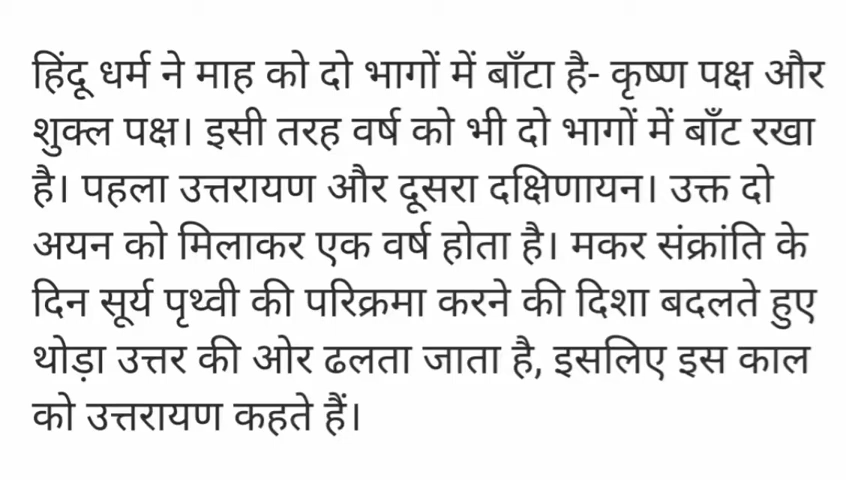 हिंदू धर्म ने माह को दो भागों में बाँटा है- कृष्ण पक्ष और
शुक्ल पक्ष। इसी तरह वर्ष को भी दो भागों में बाँट रखा
है। पहला उत्तरायण और दूसरा दक्षिणायन। उक्त दो
अयन को मिलाकर एक वर्ष होता है। मकर संक्रांति के
दिन सूर्य पृथ्वी की परिक्रमा करने की दिशा बदलते हुए
थोड़ा उत्तर की ओर ढलता जाता है, इसलिए इस काल
को उत्तरायण कहते हैं।